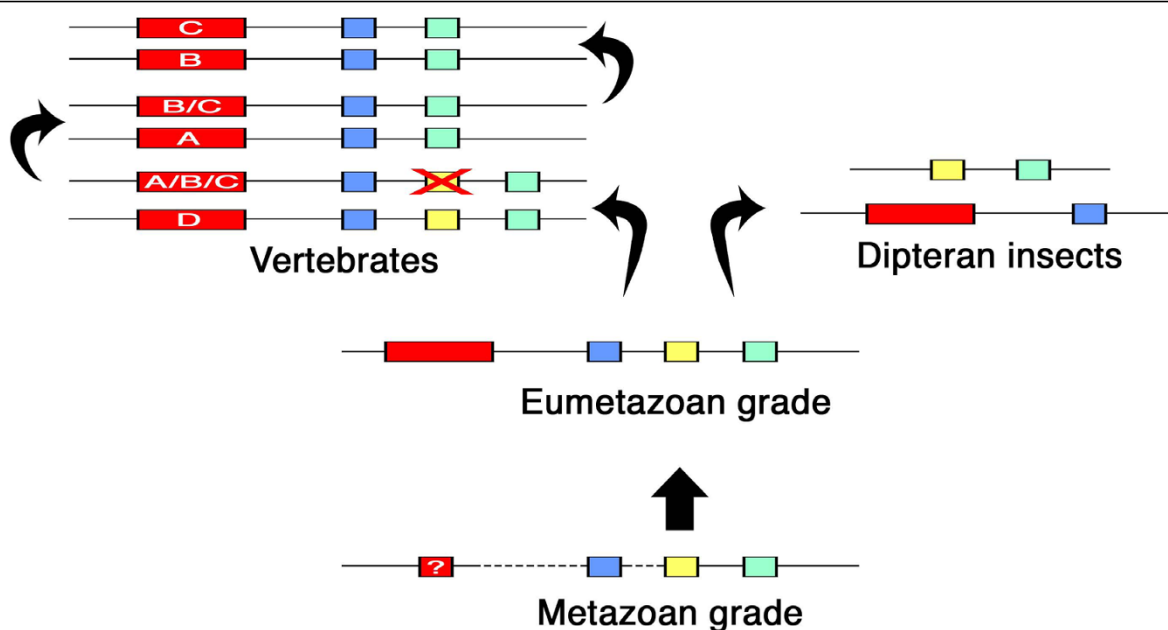 C
B
B/C
A
A/B/C
D
Vertebrates
Dipteran insects
Eumetazoan grade
?
Metazoan grade